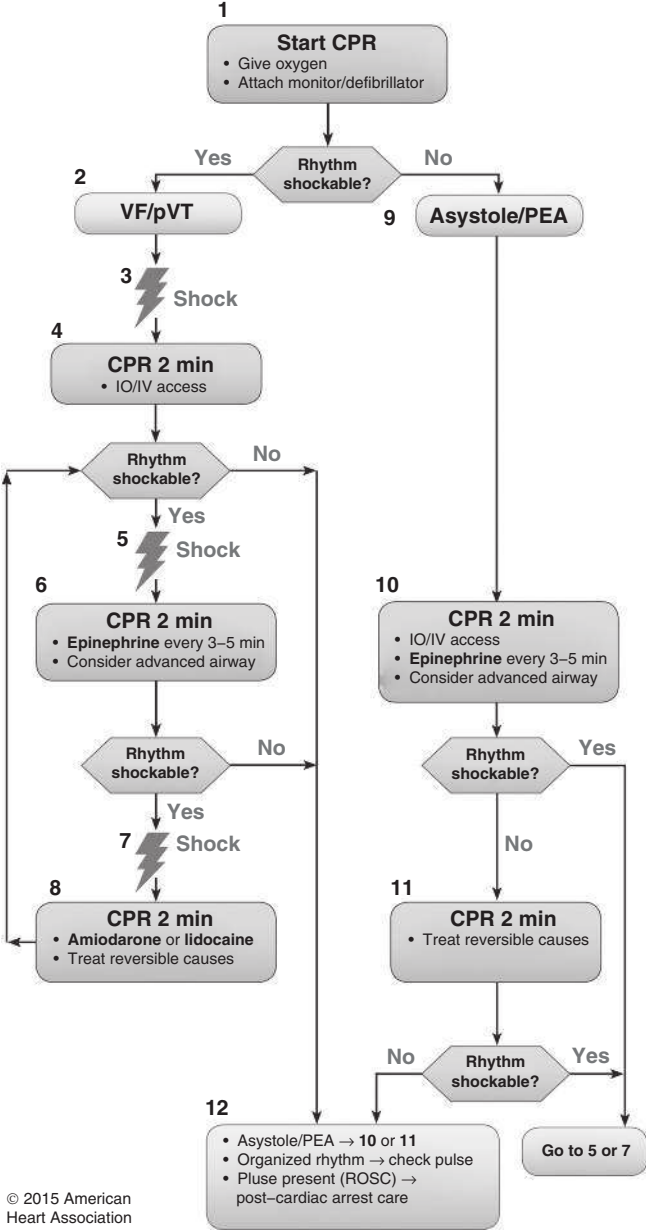 1
Start CPR
• Give oxygen
• Attach monitor/defibrillator
Rhythm
shockable?
Yes
No
2
VF/pVT
9
Asystole/PEA
3
Shock
4
CPR 2 min
• IO/IV access
Rhythm
shockable?
No
Yes
5
Shock
6
CPR 2 min
• Epinephrine every 3–5 min
• Consider advanced airway
10
CPR 2 min
• IO/IV access
• Epinephrine every 3–5 min
• Consider advanced airway
Rhythm
shockable?
No
Yes
Rhythm
shockable?
Yes
No
7
Shock
8
CPR 2 min
• Amiodarone or lidocaine
• Treat reversible causes
11
CPR 2 min
• Treat reversible causes
No
Rhythm
shockable?
Yes
12
• Asystole/PEA → 10 or 11
• Organized rhythm → check pulse
• Pluse present (ROSC) →
post–cardiac arrest care
Go to 5 or 7
© 2015 American
Heart Association